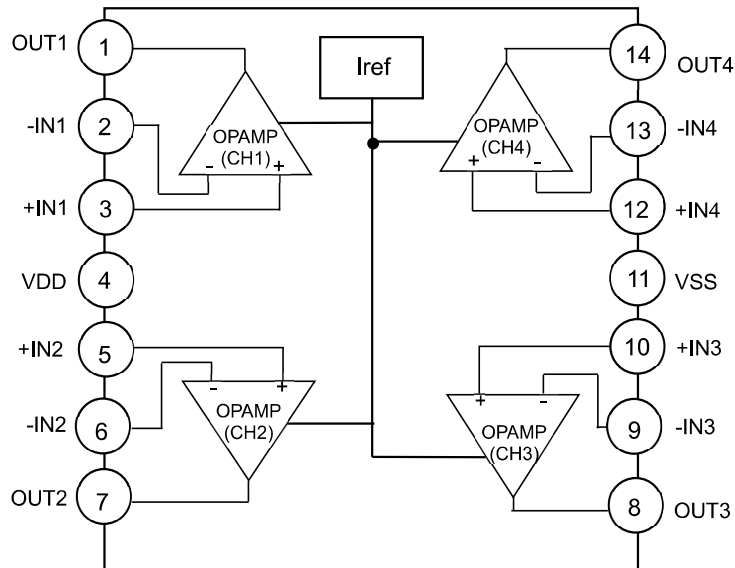 OUT1
1
Iref
14
OUT4
-IN1
2
OPAMP
(CH1)
-
+
OPAMP
(CH4)
+
-
13
-IN4
+IN1
3
12
+IN4
VDD
4
11
VSS
+IN2
5
10
+IN3
-
+
OPAMP
(CH2)
+
-
OPAMP
(CH3)
-IN2
6
9
-IN3
OUT2
7
8
OUT3